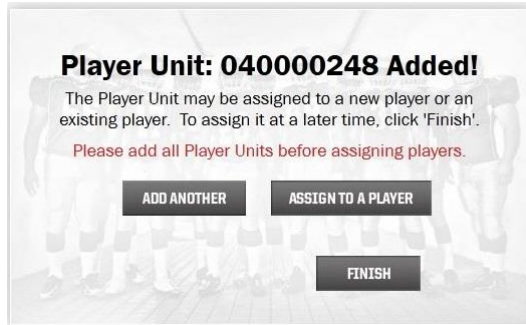 Player Unit: 040000248 Added!
The Player Unit may be assigned to a new player or an
existing player. To assign it at a later time, click 'Finish'.
Please add all Player Units before assigning players.
ADD ANOTHER
ASSIGN TO A PLAYER
FINISH